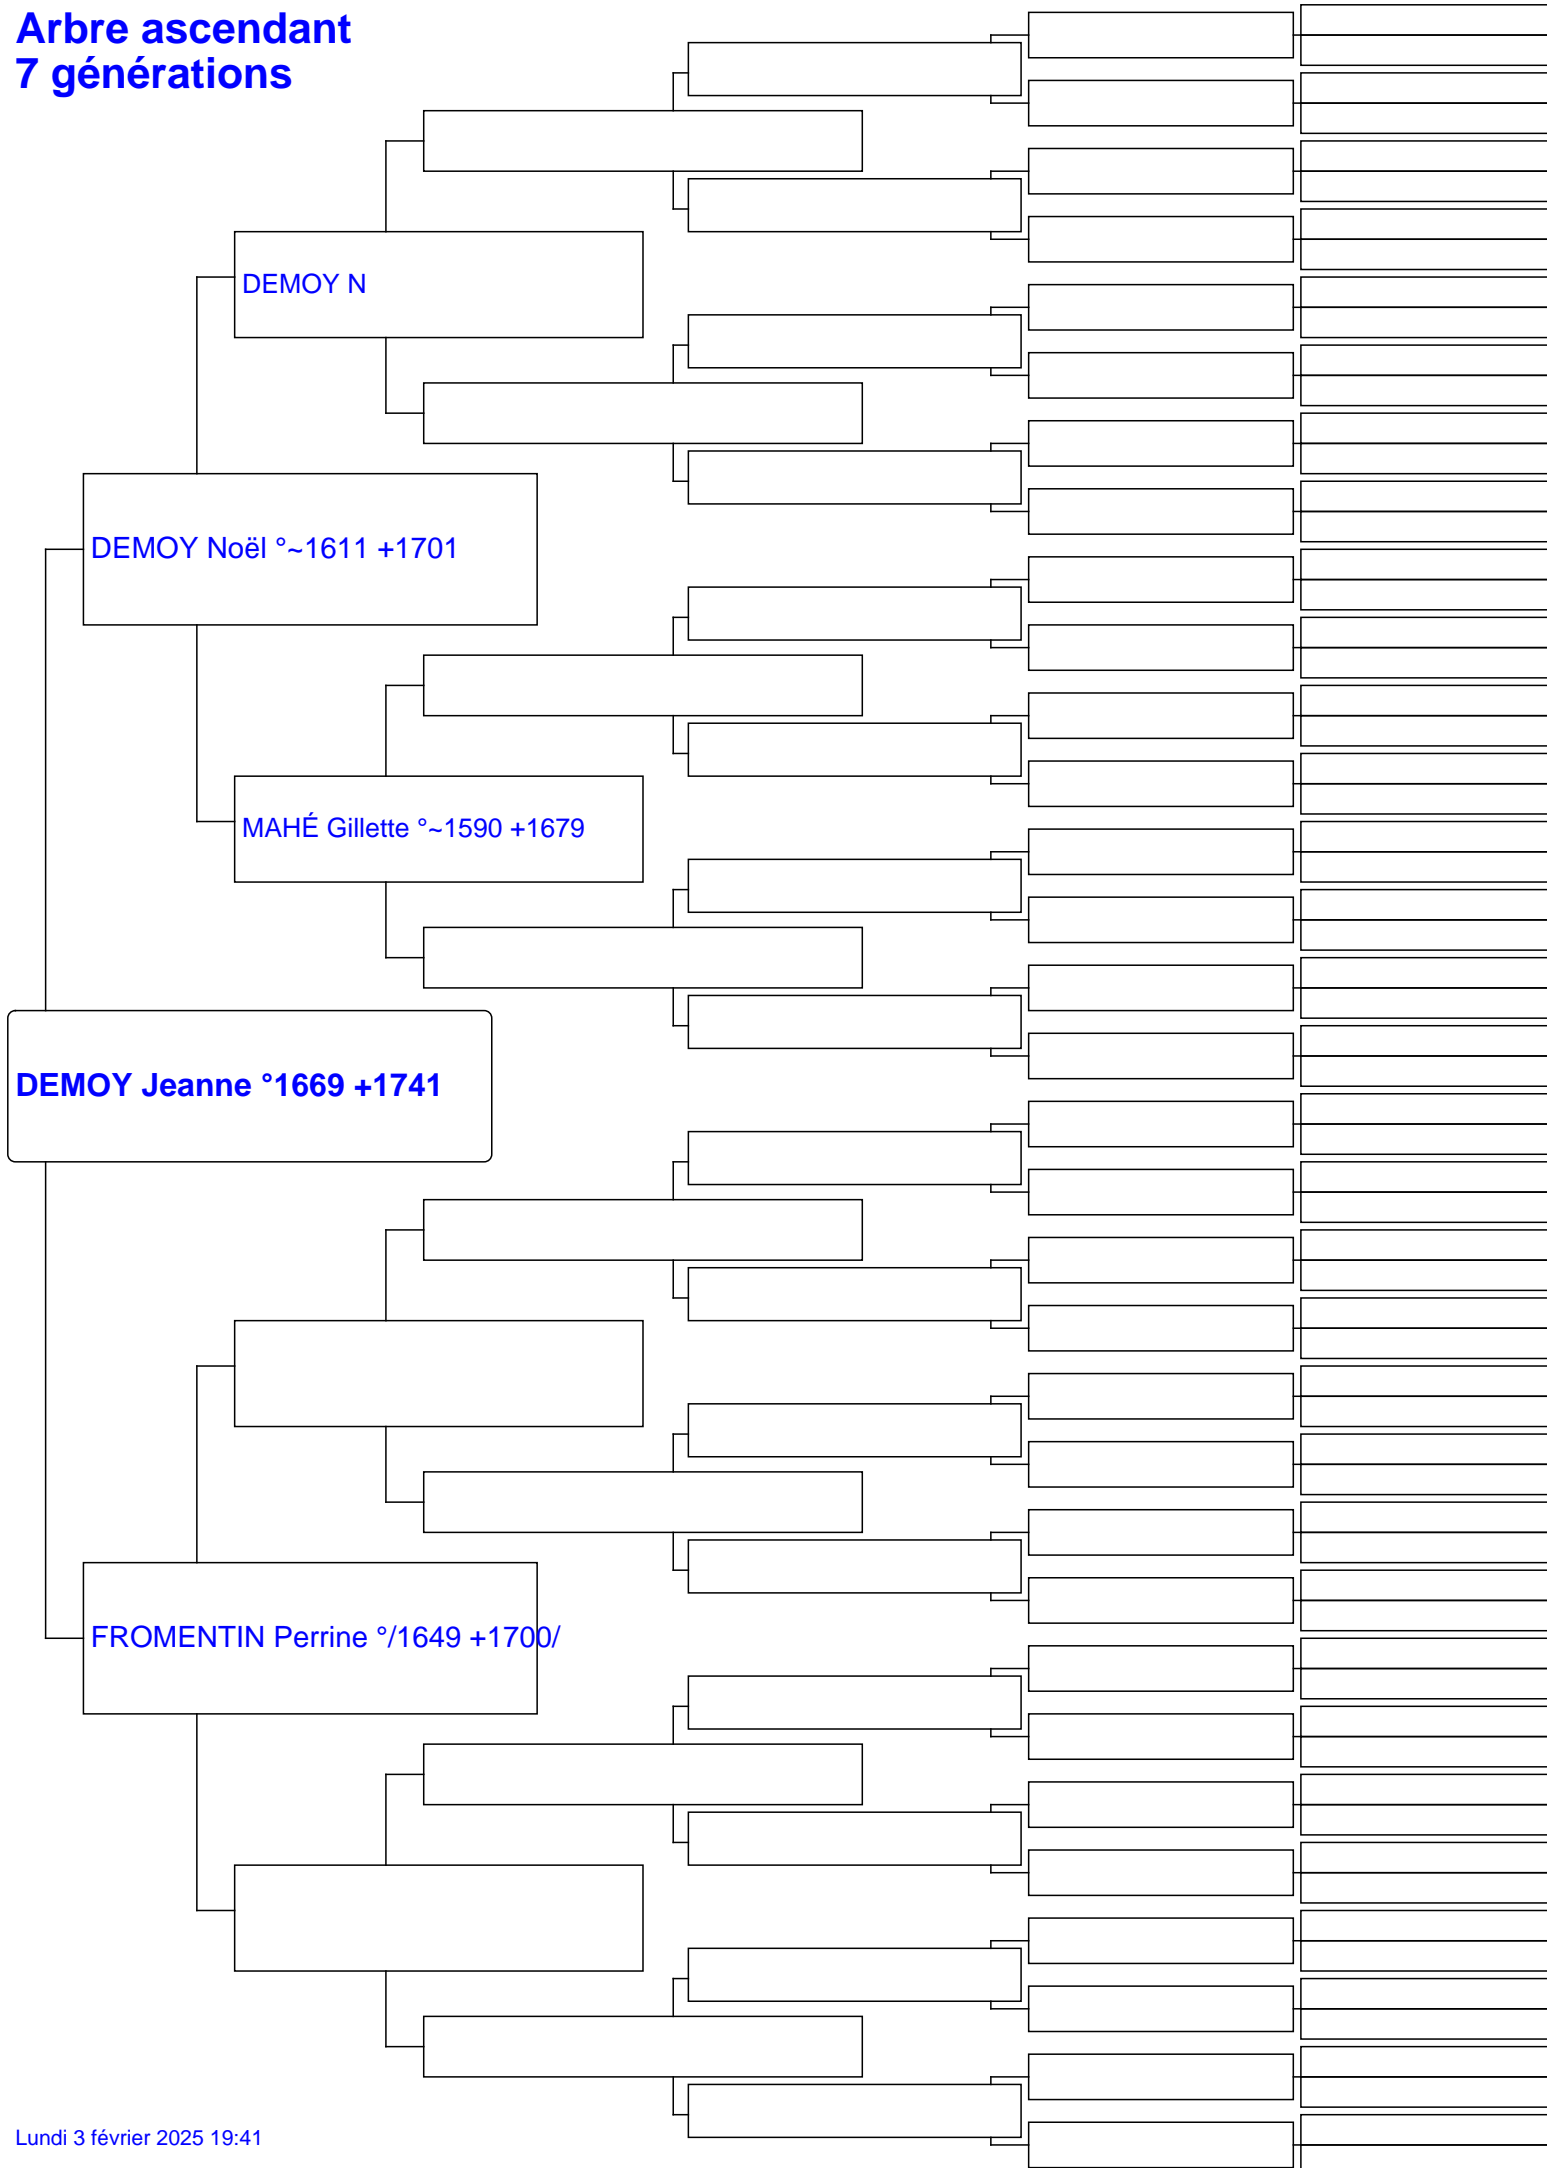 Arbre ascendant
7 générations
DEMOY N
DEMOY Noël °~1611 +1701
MAHÉ Gillette °~1590 +1679
DEMOY Jeanne °1669 +1741
FROMENTIN Perrine °/1649 +1700/
Lundi 3 février 2025 19:41